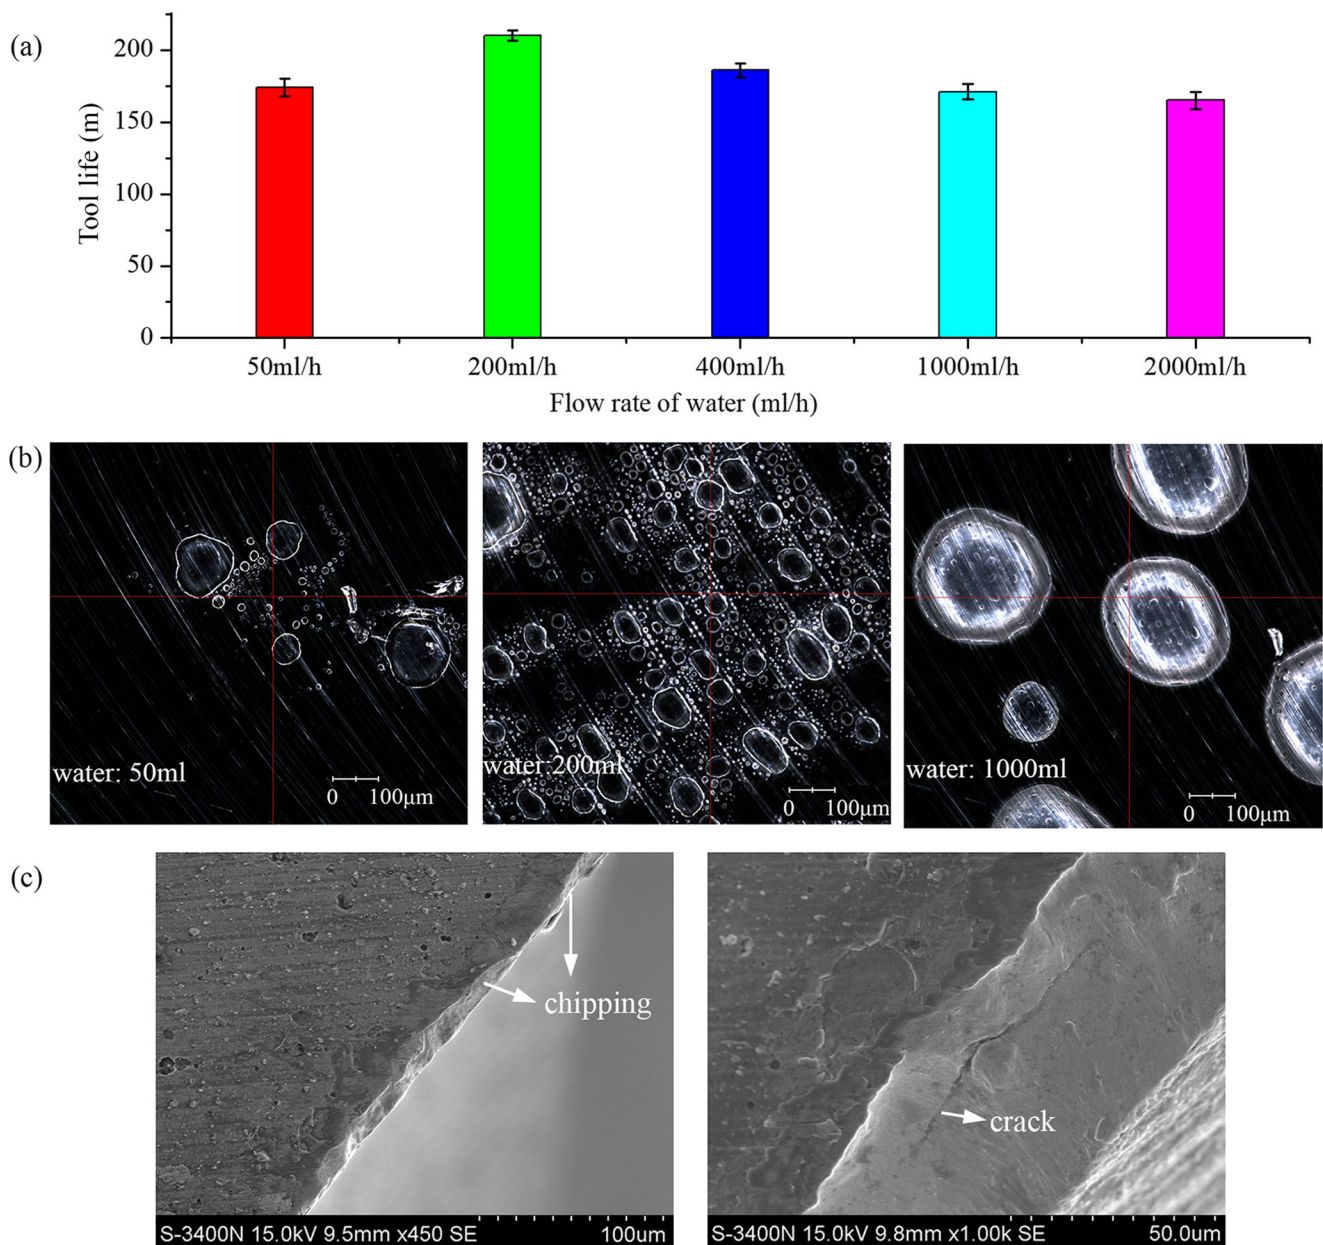 (a)
Tool life (m)
200
150
100
50
0
50ml/h
200ml/h
400ml/h
1000ml/h
2000ml/h
Flow rate of water (ml/h)
(b)
water: 50ml
0 100μm
water:200ml
0 100μm
water: 1000ml
0 100μm
(c)
chipping
S-3400N 15.0kV 9.5mm x450 SE 100um
crack
S-3400N 15.0kV 9.8mm x1.00k SE 50.0um